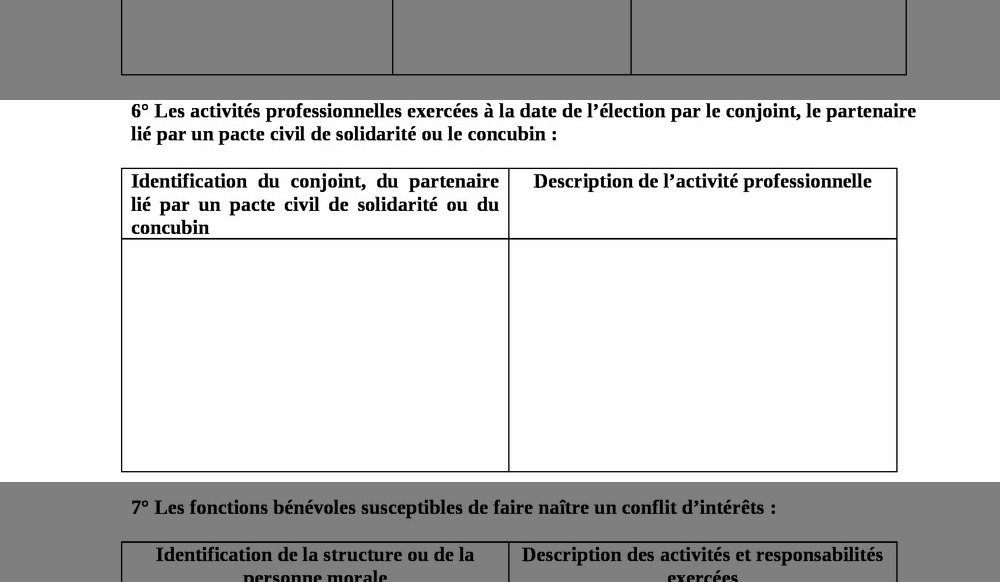 6° Les activités professionnelles exercées à la date de l’élection par le conjoint, le partenaire
lié par un pacte civil de solidarité ou le concubin :
Identification du conjoint, du partenaire
lié par un pacte civil de solidarité ou du
concubin
Description de l’activité professionnelle
7° Les fonctions bénévoles susceptibles de faire naître un conflit d’intérêts :
Identification de la structure ou de la
personne morale
Description des activités et responsabilités
exercées